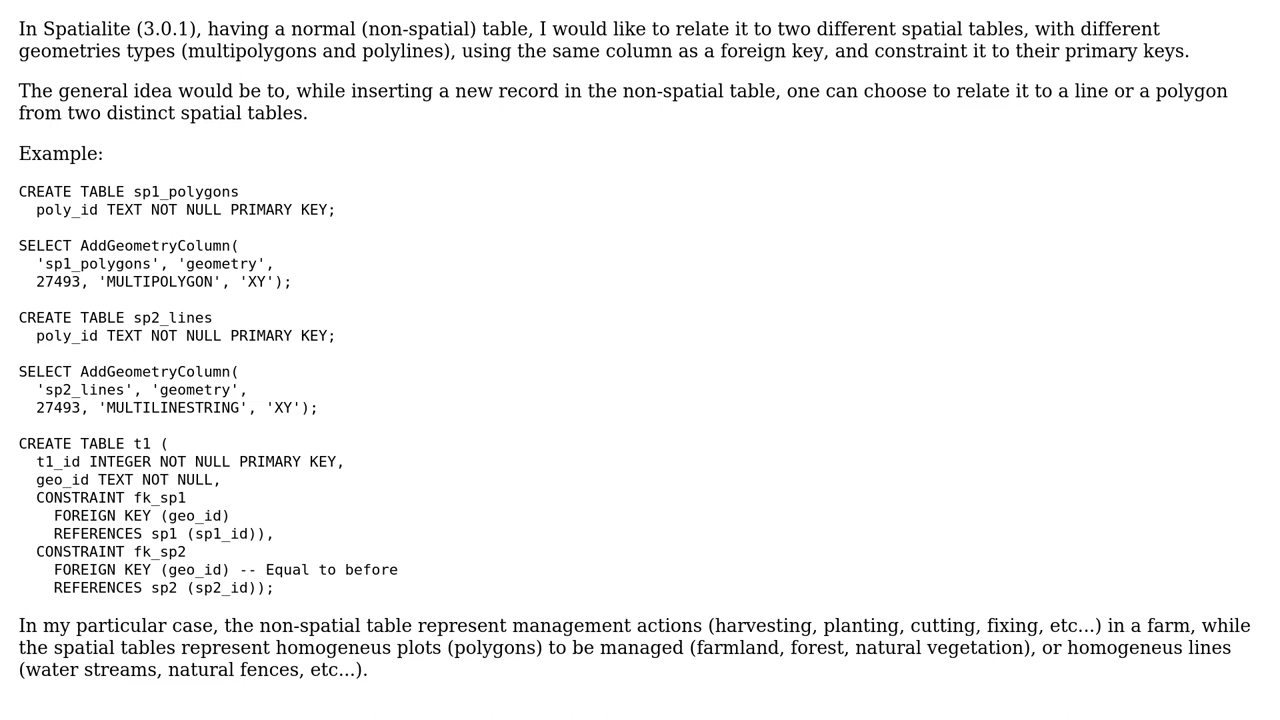 In Spatialite (3.0.1), having a normal (non-spatial) table, I would like to relate it to two different spatial tables, with different
geometries types (multipolygons and polylines), using the same column as a foreign key, and constraint it to their primary keys.
The general idea would be to, while inserting a new record in the non-spatial table, one can choose to relate it to a line or a polygon
from two distinct spatial tables.
Example:
CREATE TABLE sp1_polygons
  poly_id TEXT NOT NULL PRIMARY KEY;
SELECT AddGeometryColumn(
  'sp1_polygons', 'geometry',
  27493, 'MULTIPOLYGON', 'XY');
CREATE TABLE sp2_lines
  poly_id TEXT NOT NULL PRIMARY KEY;
SELECT AddGeometryColumn(
  'sp2_lines', 'geometry',
  27493, 'MULTILINESTRING', 'XY');
CREATE TABLE t1 (
  t1_id INTEGER NOT NULL PRIMARY KEY,
  geo_id TEXT NOT NULL,
  CONSTRAINT fk_sp1
    FOREIGN KEY (geo_id)
    REFERENCES sp1 (sp1_id)),
  CONSTRAINT fk_sp2
    FOREIGN KEY (geo_id) -- Equal to before
    REFERENCES sp2 (sp2_id));
In my particular case, the non-spatial table represent management actions (harvesting, planting, cutting, fixing, etc...) in a farm, while
the spatial tables represent homogeneus plots (polygons) to be managed (farmland, forest, natural vegetation), or homogeneus lines
(water streams, natural fences, etc...).